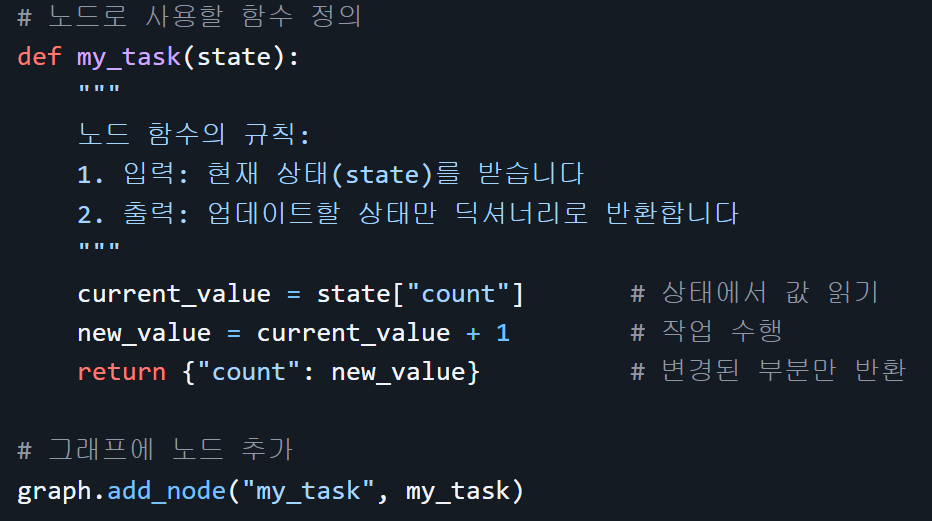 # 노드로 사용할 함수 정의
def my_task(state):
    """
    노드 함수의 규칙:
    1. 입력: 현재 상태(state)를 받습니다
    2. 출력: 업데이트할 상태만 딕셔너리로 반환합니다
    """
    current_value = state["count"]       # 상태에서 값 읽기
    new_value = current_value + 1        # 작업 수행
    return {"count": new_value}          # 변경된 부분만 반환

# 그래프에 노드 추가
graph.add_node("my_task", my_task)